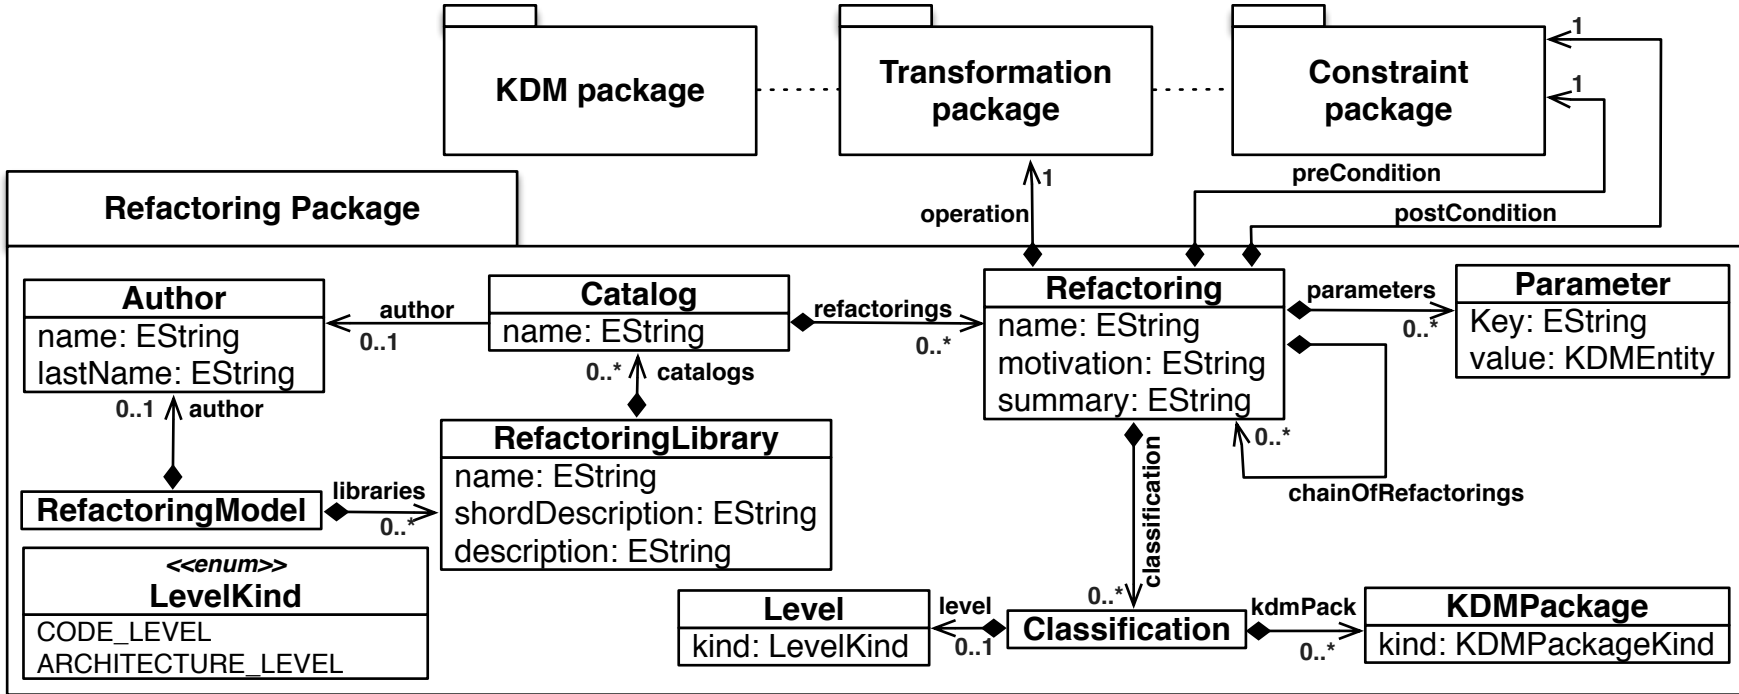 KDM package
Transformation
package
Constraint
package
1
1
preCondition
postCondition
1
operation
Refactoring Package
Author
name: EString
lastName: EString
author
0..1
Catalog
name: EString
refactorings
0..*
Refactoring
name: EString
motivation: EString
summary: EString
parameters
0..*
Parameter
Key: EString
value: KDMEntity
0..*
catalogs
0..1
author
0..*
chainOfRefactorings
RefactoringLibrary
name: EString
shordDescription: EString
description: EString
RefactoringModel
libraries
0..*
classification
0..*
<<enum>>
LevelKind
CODE_LEVEL
ARCHITECTURE_LEVEL
Level
kind: LevelKind
level
0..1
Classification
kdmPack
0..*
KDMPackage
kind: KDMPackageKind